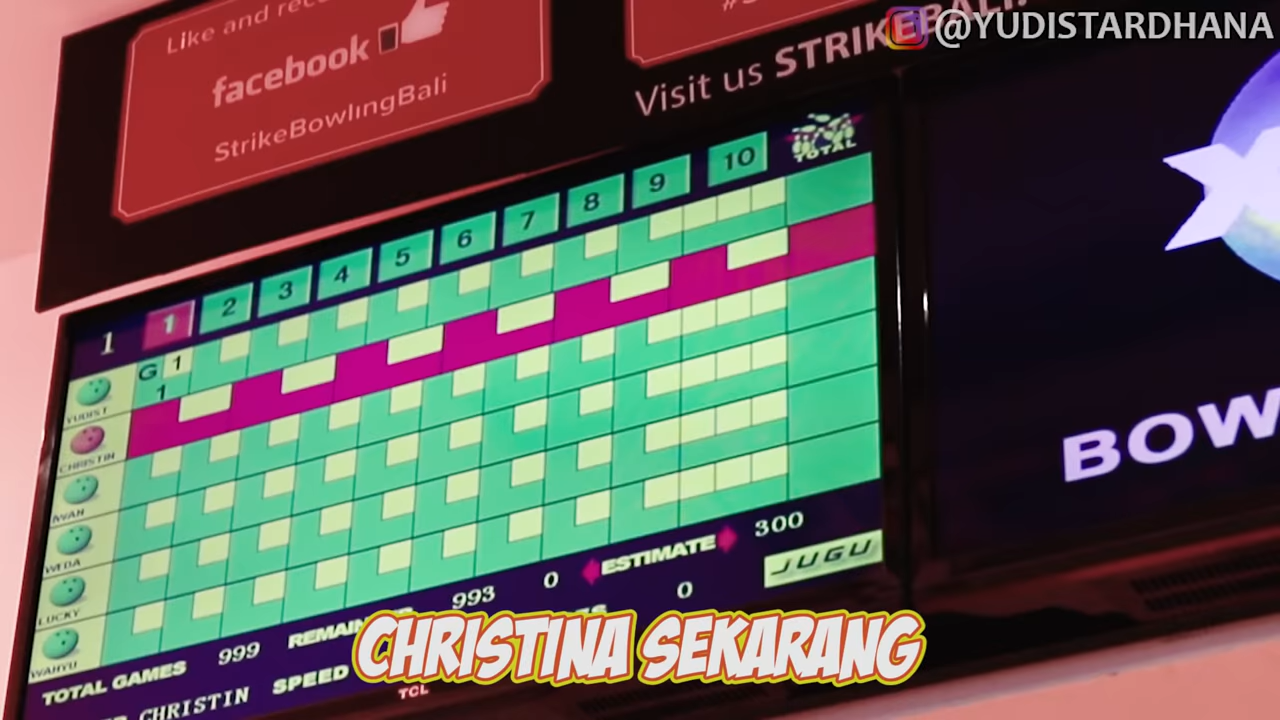 Like and
facebook
StrikeBowlingBali
@YUDISTARDHANA
Visit us STRIKEBALI.
1 1 2 3 4 5 6 7 8 9 10 TOTAL
YUDIST G 1
1
CHRISTIN
IWAN
WEDA
LUCKY
WAHYU
TOTAL GAMES 999 993 0 ESTIMATE 300
CHRISTIN SPEED 0 JUGU
CHRISTINA SEKARANG
TCL
BOW